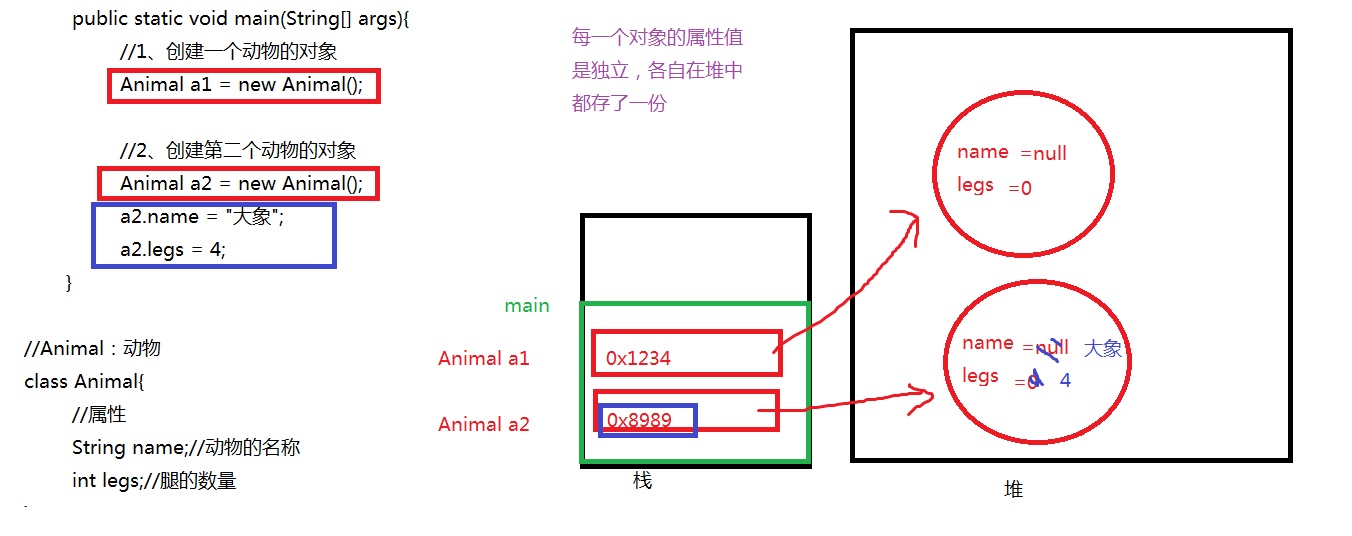 public static void main(String[] args){
//1、创建一个动物的对象
Animal a1 = new Animal();
//2、创建第二个动物的对象
Animal a2 = new Animal();
a2.name = "大象";
a2.legs = 4;
}
//Animal：动物
class Animal{
//属性
String name;//动物的名称
int legs;//腿的数量
每一个对象的属性值
是独立，各自在堆中
都存了一份
main
Animal a1
0x1234
Animal a2
0x8989
栈
name =null
legs =0
name =null 大象
legs =0 4
堆